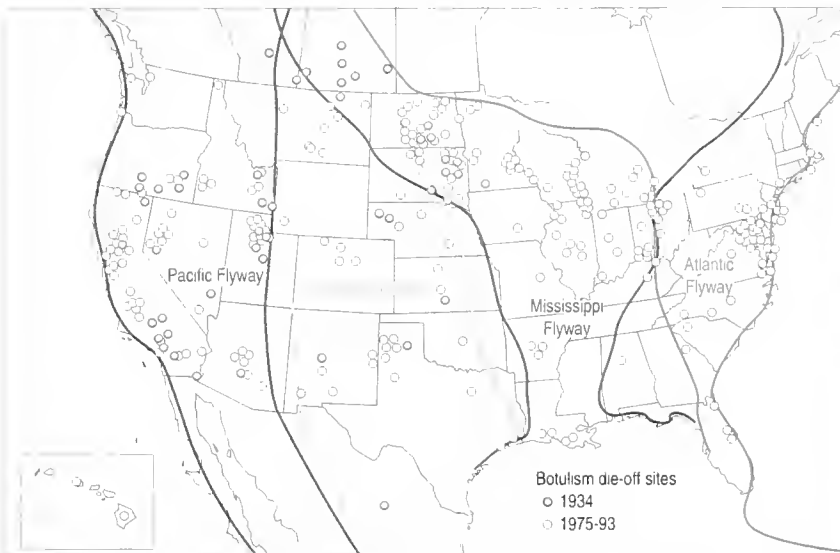 Pacific Flyway
Atlantic
Flyway
Mississippi
Flyway
Botulism die-off sites
1934
1975-93